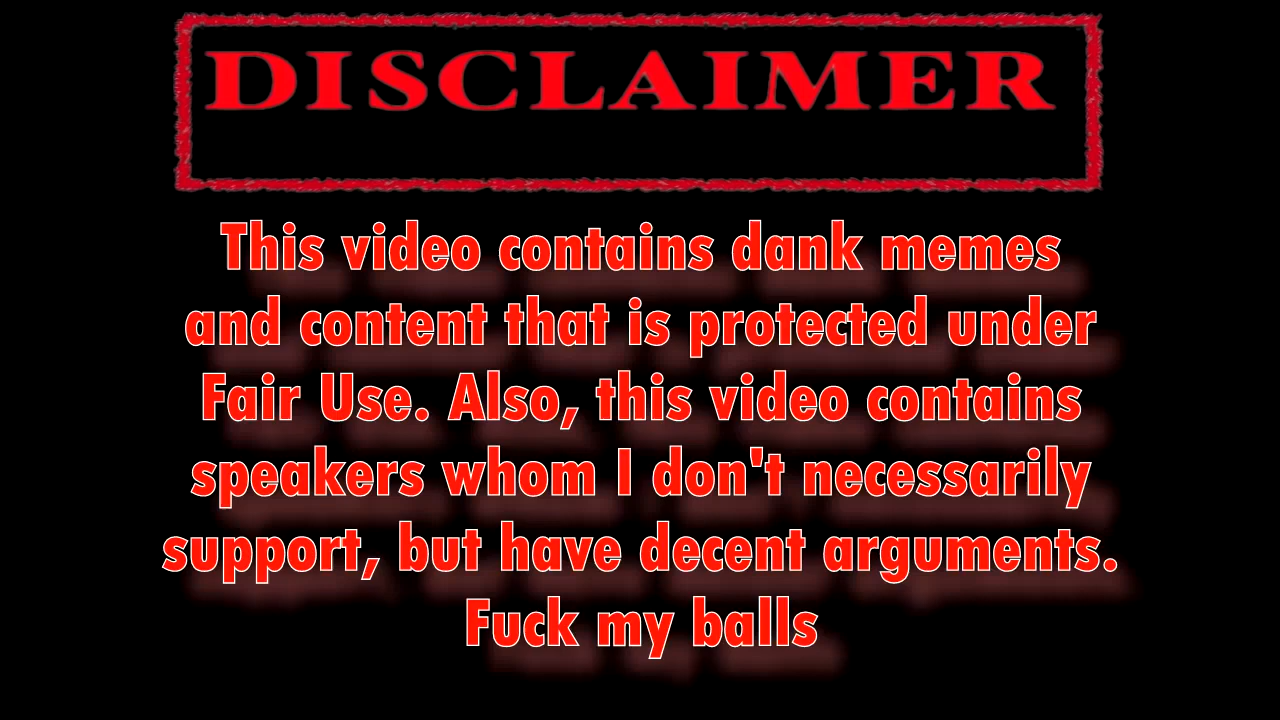 DISCLAIMER
This video contains dank memes
and content that is protected under
Fair Use. Also, this video contains
speakers whom I don't necessarily
support, but have decent arguments.
Fuck my balls